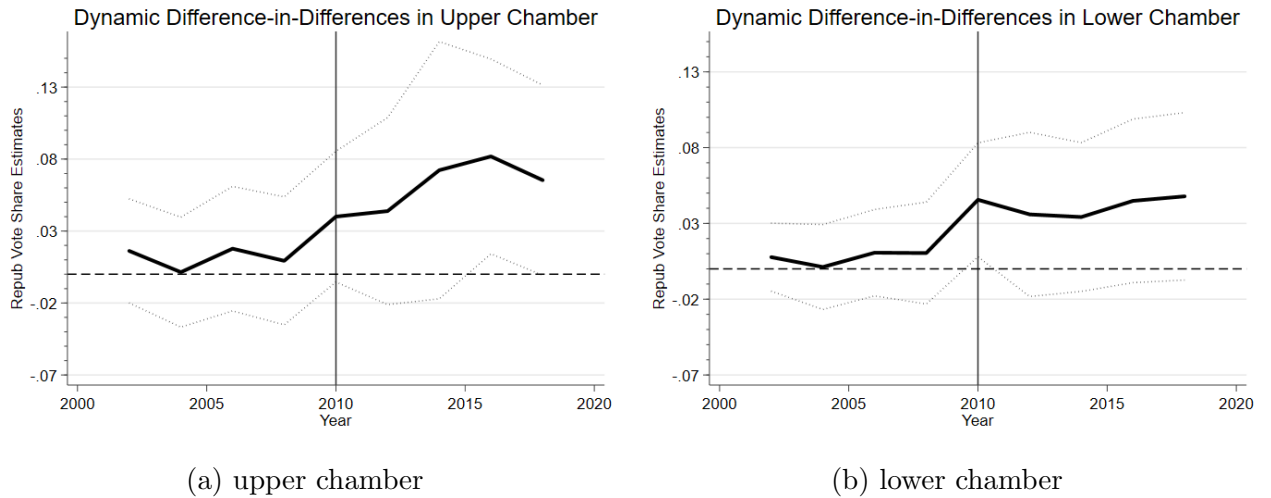 Dynamic Difference-in-Differences in Upper Chamber
Repub Vote Share Estimates
.13
.08
.03
-.02
-.07
2000 2005 2010 2015 2020
Year
(a) upper chamber
Dynamic Difference-in-Differences in Lower Chamber
Repub Vote Share Estimates
.13
.08
.03
-.02
-.07
2000 2005 2010 2015 2020
Year
(b) lower chamber